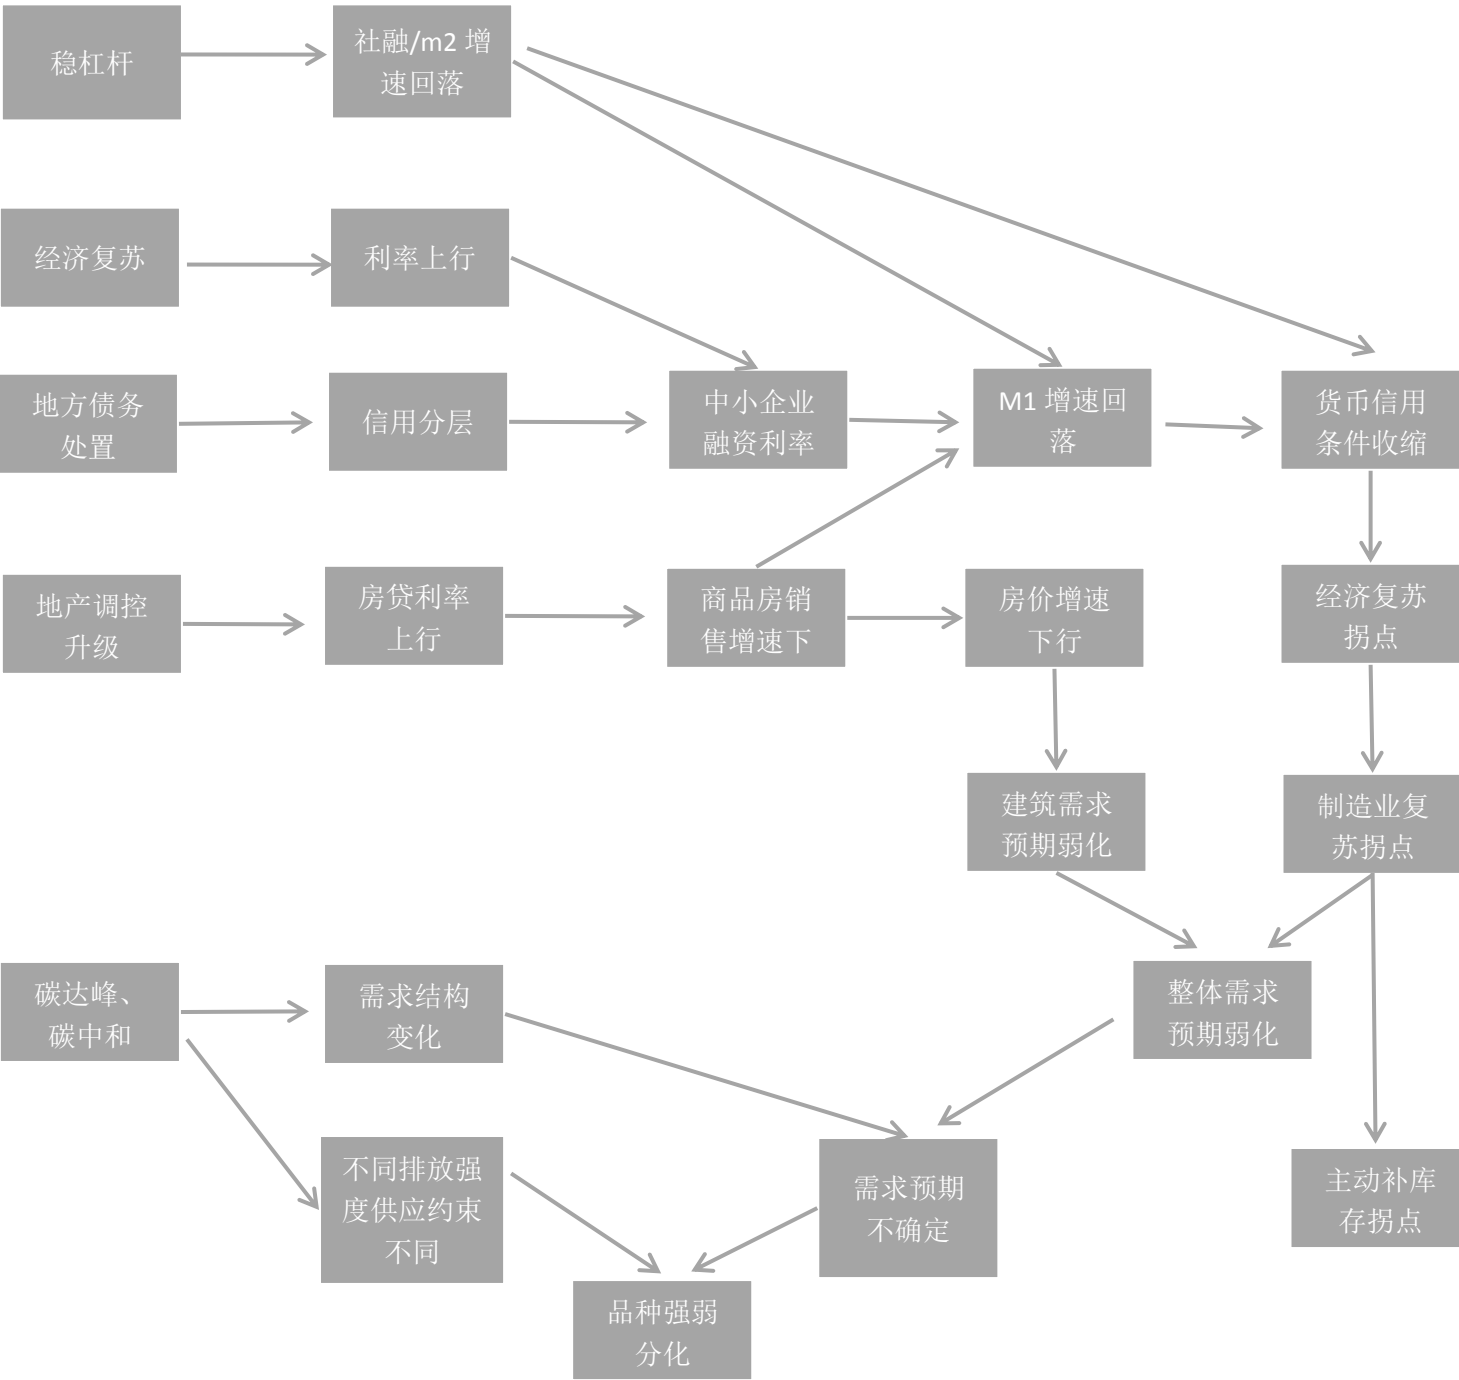 稳杠杆
社融/m2 增
速回落
经济复苏
利率上行
地方债务
处置
信用分层
中小企业
融资利率
M1 增速回
落
货币信用
条件收缩
地产调控
升级
房贷利率
上行
商品房销
售增速下
房价增速
下行
经济复苏
拐点
建筑需求
预期弱化
制造业复
苏拐点
碳达峰、
碳中和
需求结构
变化
整体需求
预期弱化
不同排放强
度供应约束
不同
需求预期
不确定
主动补库
存拐点
品种强弱
分化